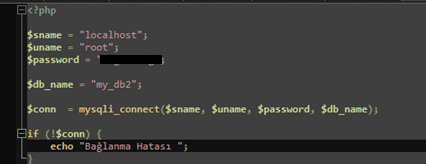 <?php
$sname = "localhost";
$uname = "root";
$password = "
$db_name = "my_db2";
$conn = mysqli_connect($sname, $uname, $password, $db_name);
if (!$conn) {
echo "Bağlanma Hatası ";
}